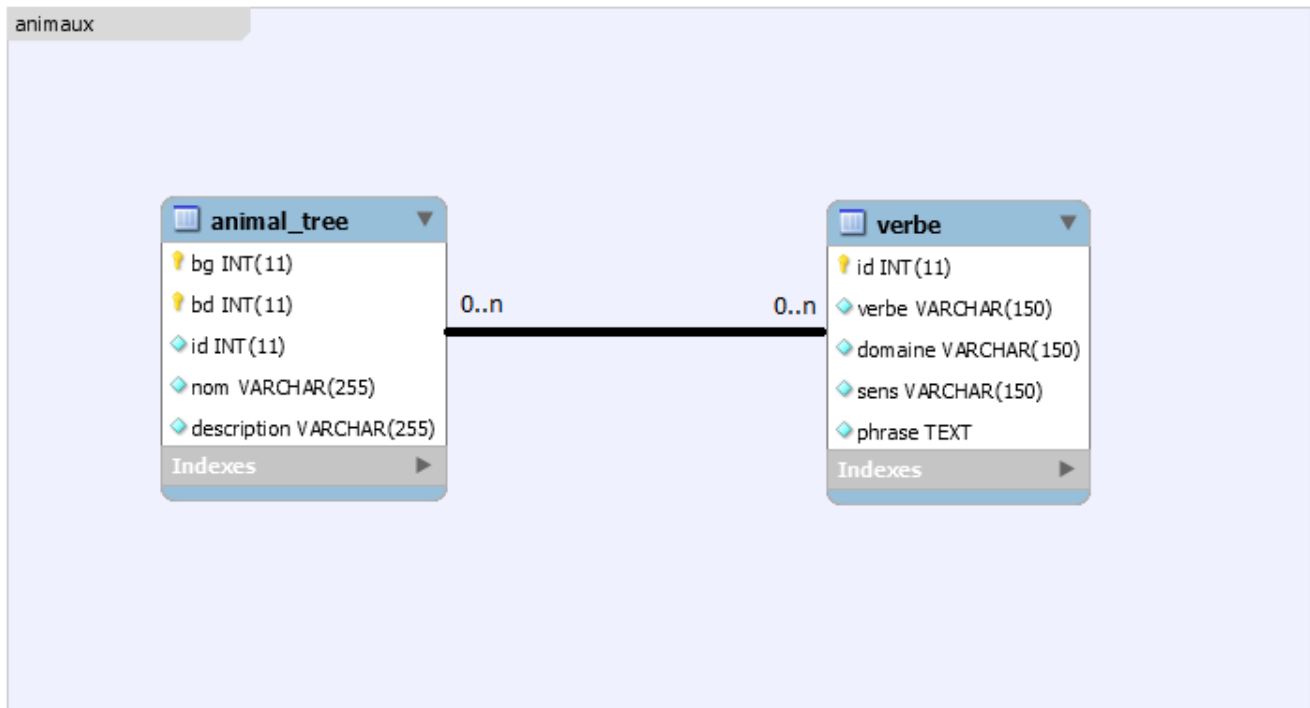 animaux
animal_tree
bg INT(11)
bd INT(11)
id INT(11)
nom VARCHAR(255)
description VARCHAR(255)
Indexes
0..n
0..n
verbe
id INT(11)
verbe VARCHAR(150)
domaine VARCHAR(150)
sens VARCHAR(150)
phrase TEXT
Indexes